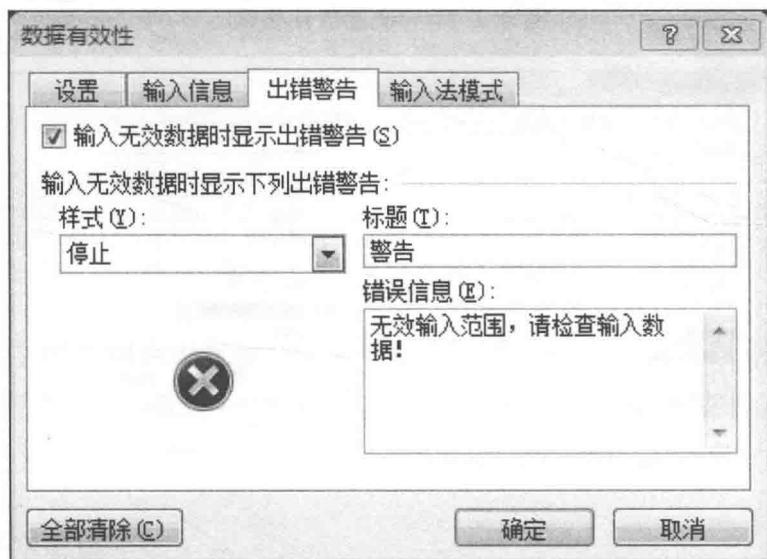 数据有效性
设置 输入信息 出错警告 输入法模式
输入无效数据时显示出错警告(S)
输入无效数据时显示下列出错警告:
样式(Y): 标题(T):
停止 警告
错误信息(E):
无效输入范围，请检查输入数
据!
全部清除(C) 确定 取消